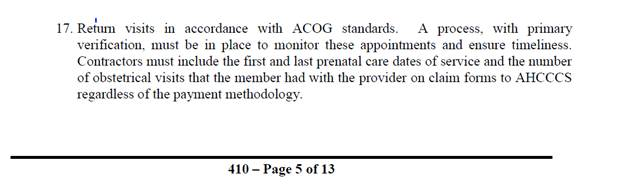 17. Return visits in accordance with ACOG standards. A process, with primary
verification, must be in place to monitor these appointments and ensure timeliness.
Contractors must include the first and last prenatal care dates of service and the number
of obstetrical visits that the member had with the provider on claim forms to AHCCCS
regardless of the payment methodology.
410 – Page 5 of 13